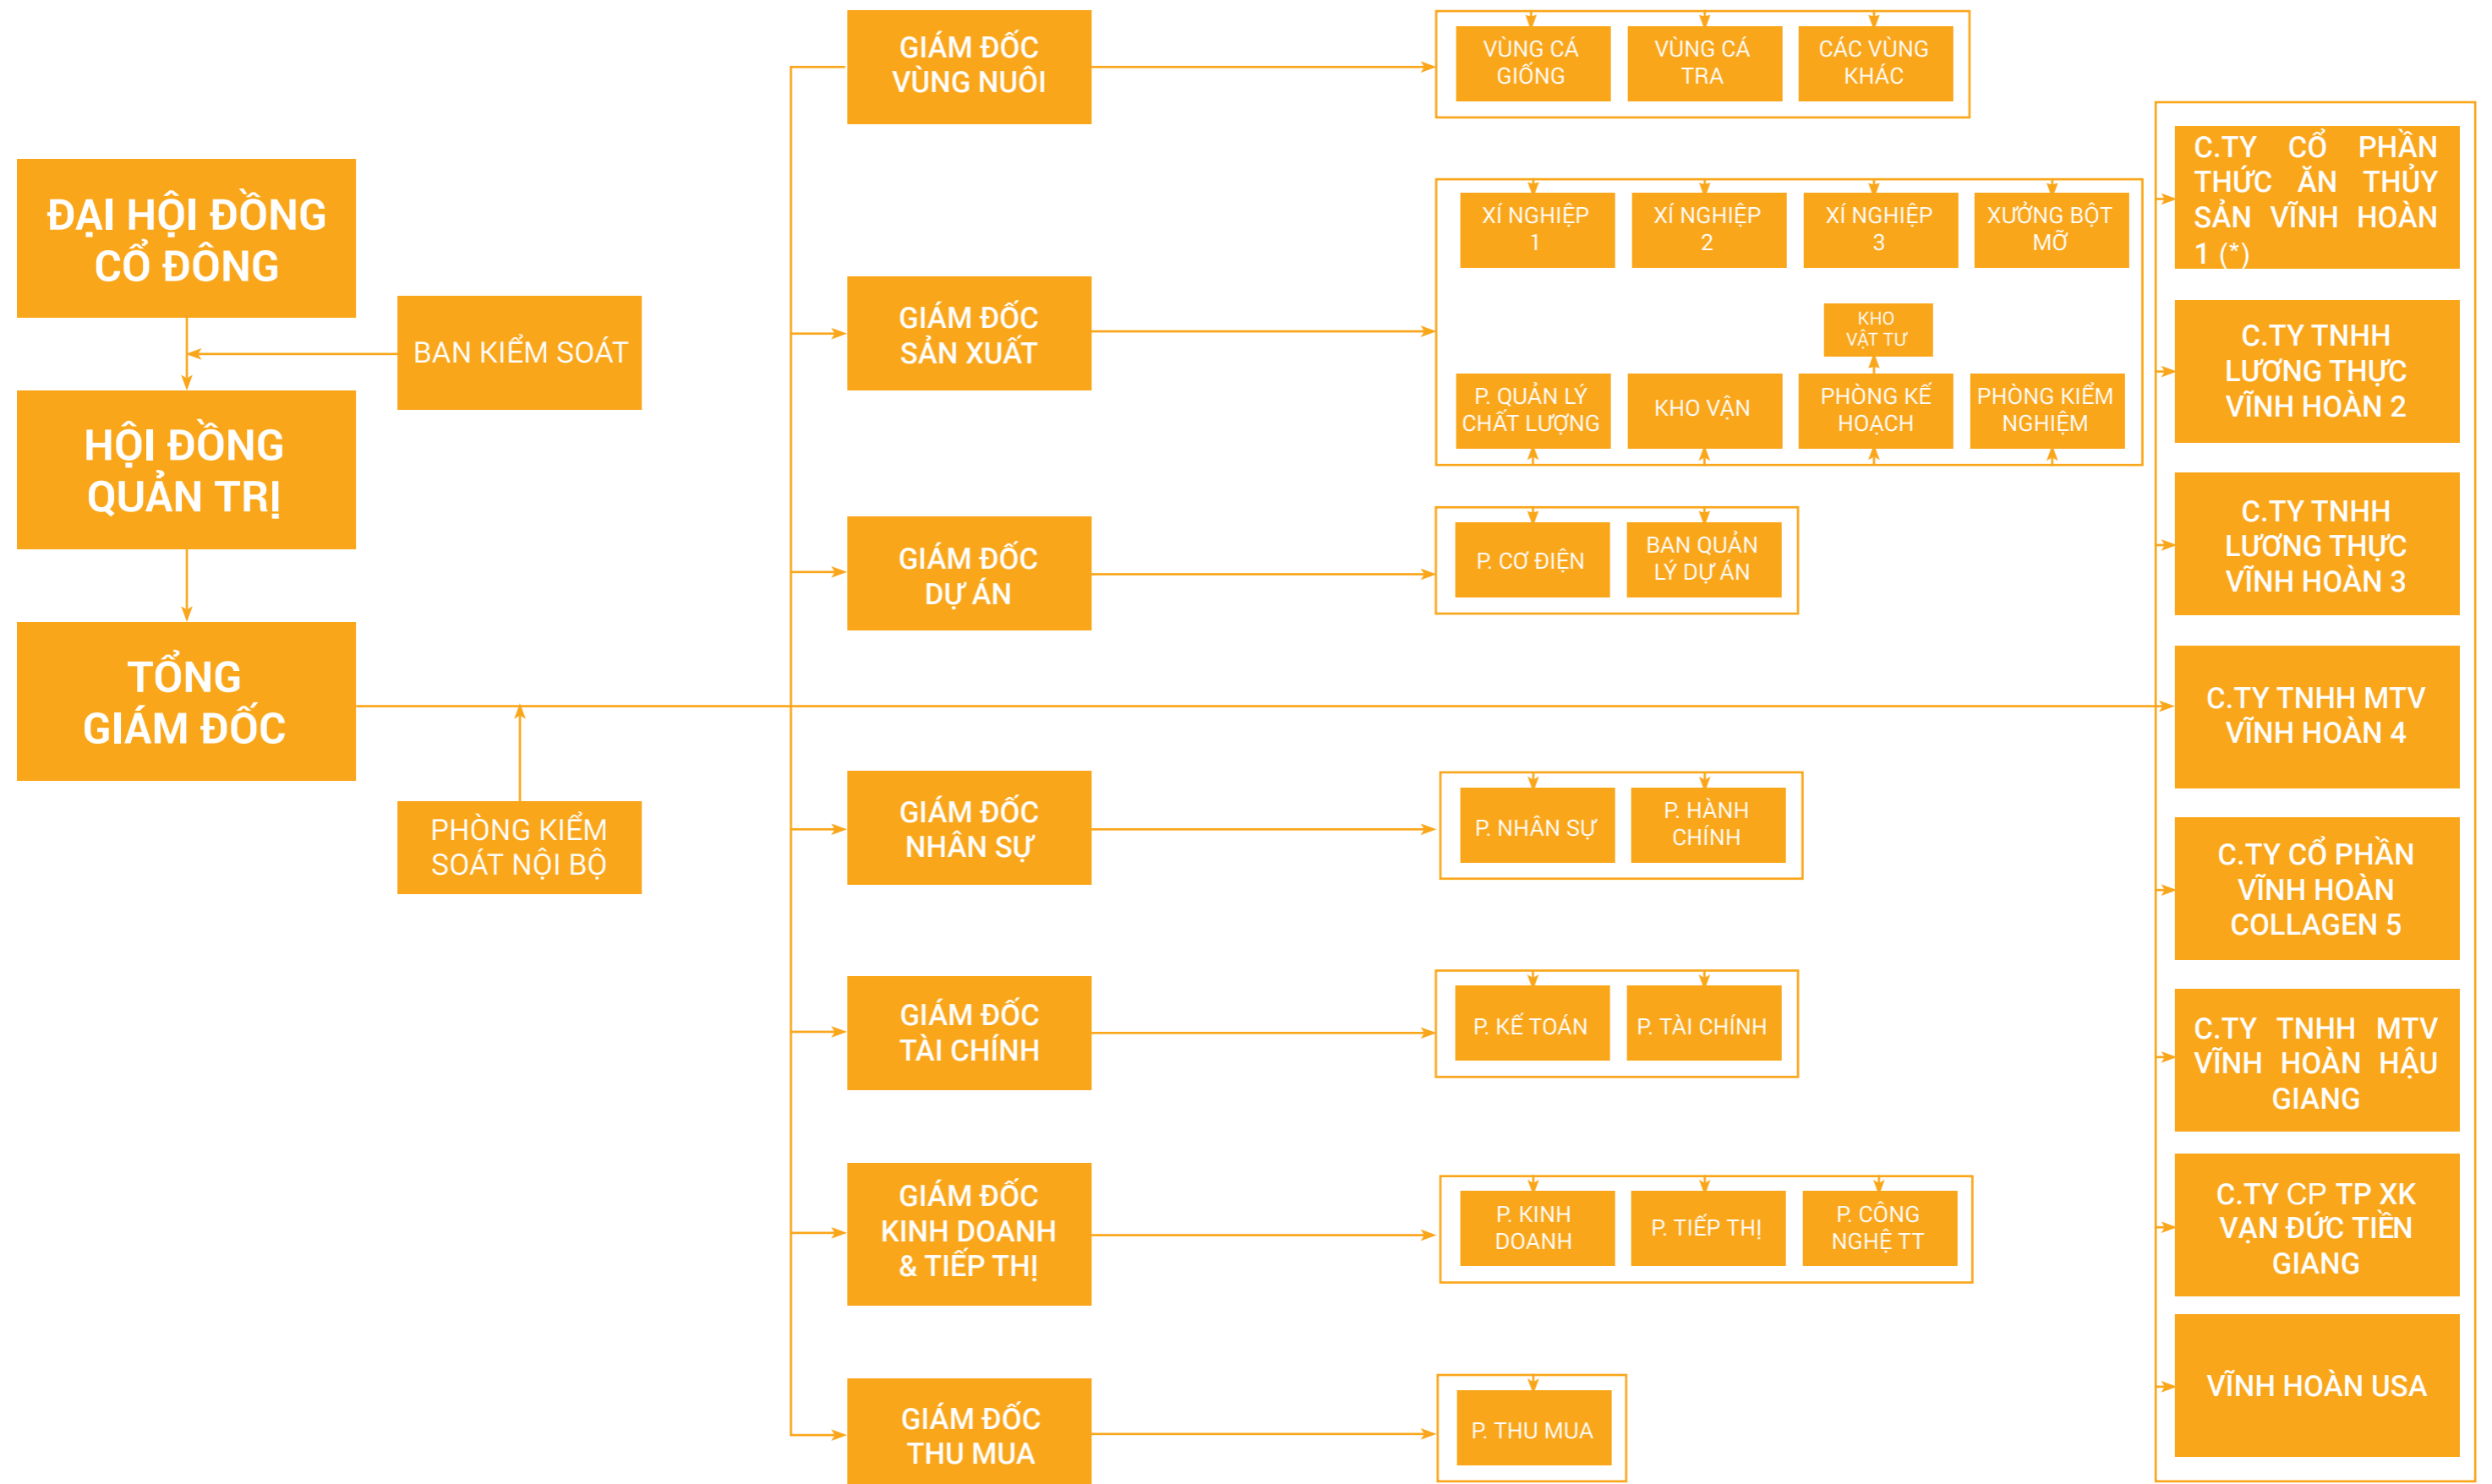 ĐẠI HỘI ĐỒNG
CỔ ĐÔNG
BAN KIỂM SOÁT
HỘI ĐỒNG
QUẢN TRỊ
TỔNG
GIÁM ĐỐC
PHÒNG KIỂM
SOÁT NỘI BỘ
GIÁM ĐỐC
VÙNG NUÔI
VÙNG CÁ
GIỐNG
VÙNG CÁ
TRA
CÁC VÙNG
KHÁC
GIÁM ĐỐC
SẢN XUẤT
XÍ NGHIỆP
1
XÍ NGHIỆP
2
XÍ NGHIỆP
3
XƯỞNG BỘT
MỠ
KHO
VẬT TƯ
P. QUẢN LÝ
CHẤT LƯỢNG
KHO VẬN
PHÒNG KẾ
HOẠCH
PHÒNG KIỂM
NGHIỆM
GIÁM ĐỐC
DỰ ÁN
P. CƠ ĐIỆN
BAN QUẢN
LÝ DỰ ÁN
GIÁM ĐỐC
NHÂN SỰ
P. NHÂN SỰ
P. HÀNH
CHÍNH
GIÁM ĐỐC
TÀI CHÍNH
P. KẾ TOÁN
P. TÀI CHÍNH
GIÁM ĐỐC
KINH DOANH
& TIẾP THỊ
P. KINH
DOANH
P. TIẾP THỊ
P. CÔNG
NGHỆ TT
GIÁM ĐỐC
THU MUA
P. THU MUA
C.TY CỔ PHẦN
THỨC ĂN THỦY
SẢN VĨNH HOÀN
1 (*)
C.TY TNHH
LƯƠNG THỰC
VĨNH HOÀN 2
C.TY TNHH
LƯƠNG THỰC
VĨNH HOÀN 3
C.TY TNHH MTV
VĨNH HOÀN 4
C.TY CỔ PHẦN
VĨNH HOÀN
COLLAGEN 5
C.TY TNHH MTV
VĨNH HOÀN HẬU
GIANG
C.TY CP TP XK
VẠN ĐỨC TIỀN
GIANG
VĨNH HOÀN USA